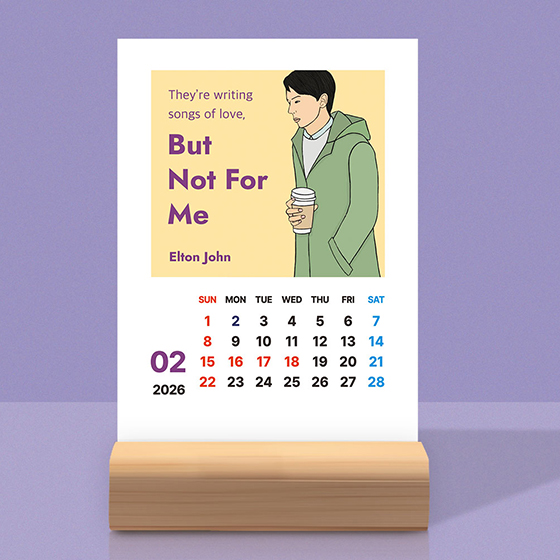 They're writing
songs of love,
But
Not For
Me
Elton John
SUN MON TUE WED THU FRI SAT
1 2 3 4 5 6 7
8 9 10 11 12 13 14
15 16 17 18 19 20 21
22 23 24 25 26 27 28
02
2026